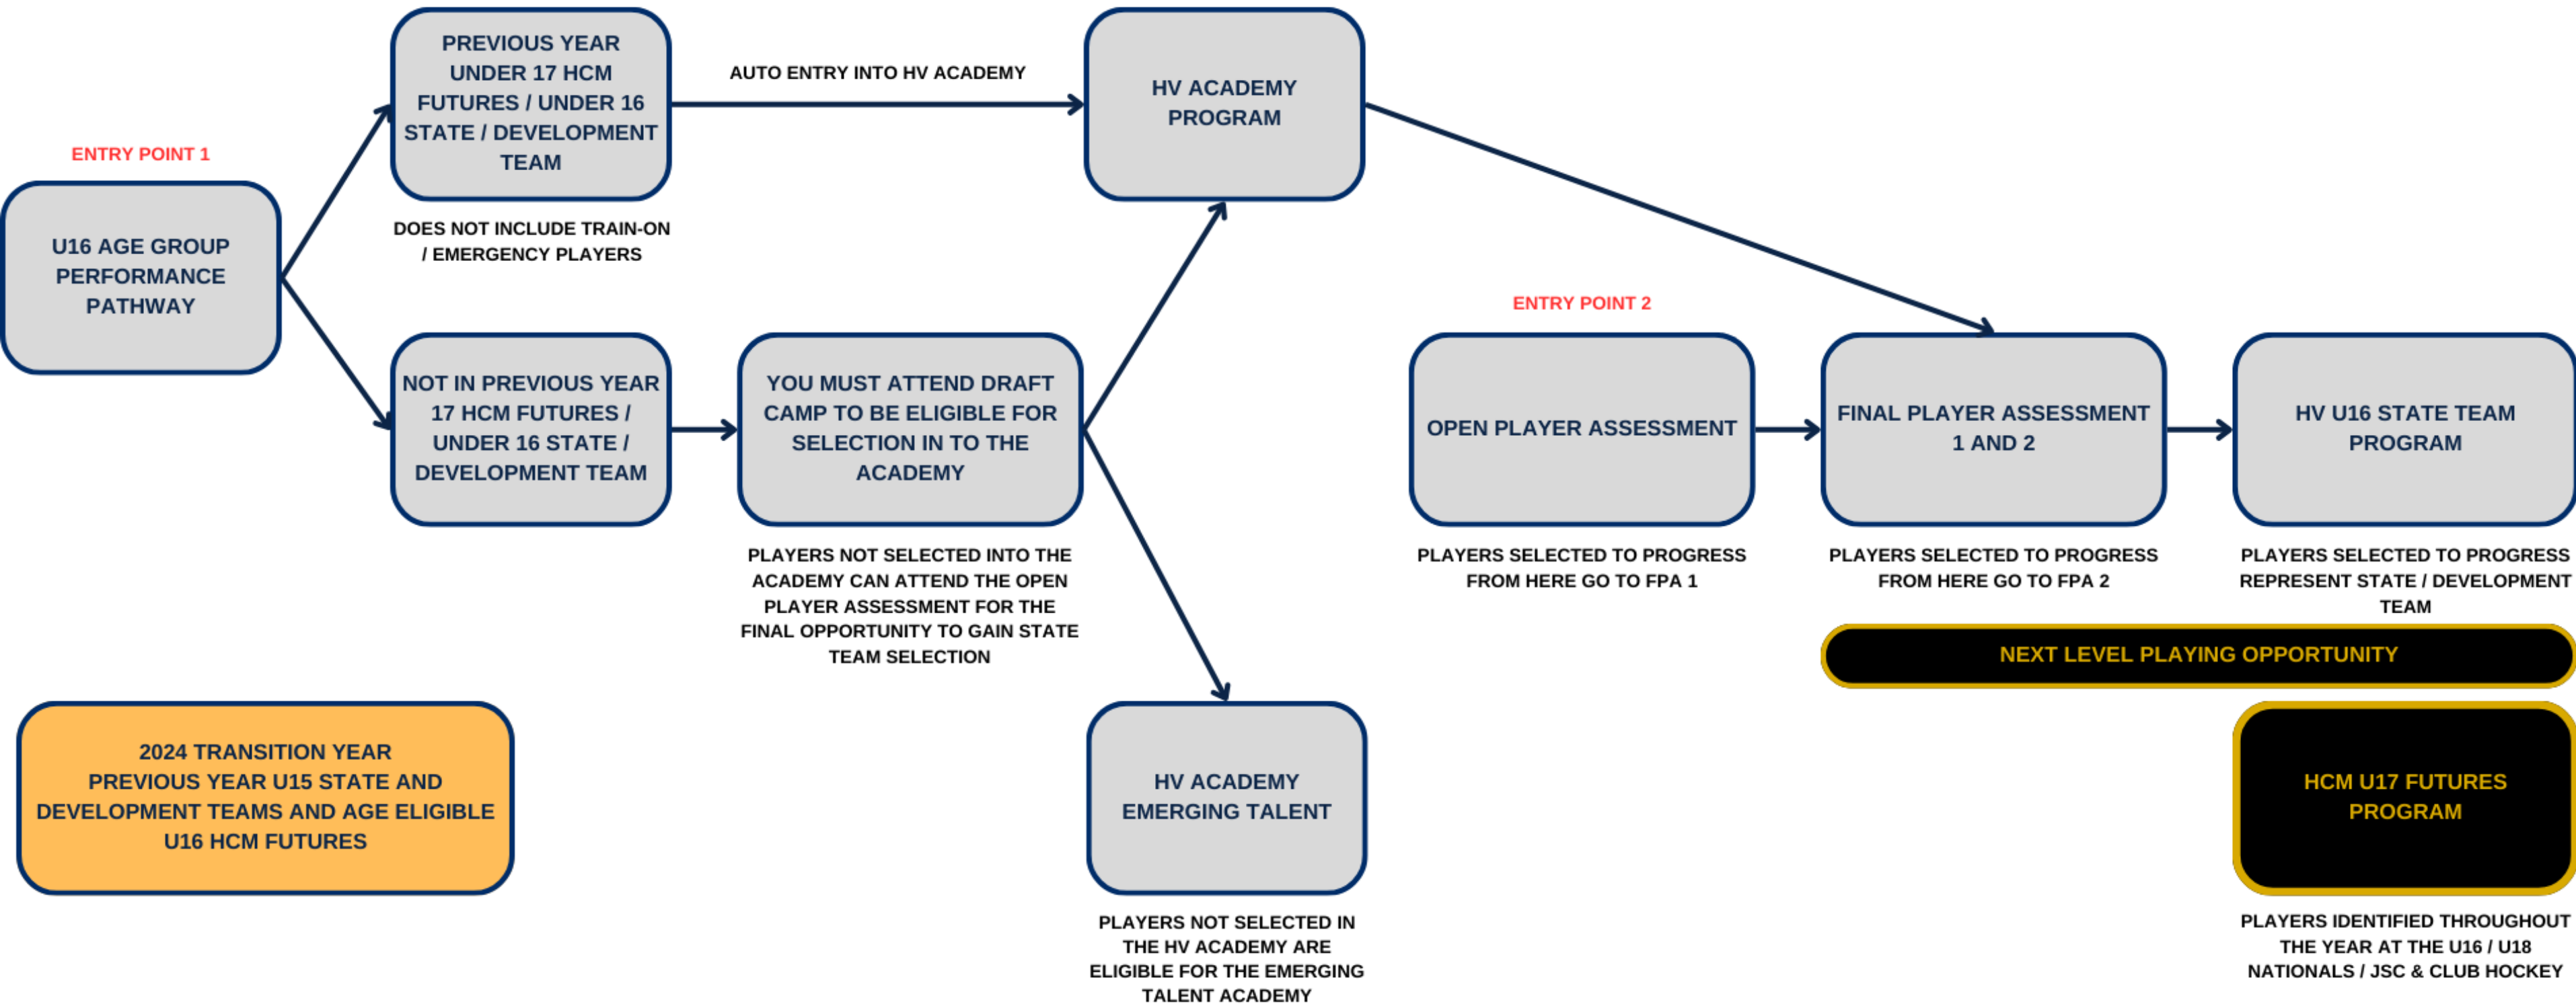 ENTRY POINT 1
U16 AGE GROUP
PERFORMANCE
PATHWAY
PREVIOUS YEAR
UNDER 17 HCM
FUTURES / UNDER 16
STATE / DEVELOPMENT
TEAM
DOES NOT INCLUDE TRAIN-ON
/ EMERGENCY PLAYERS
AUTO ENTRY INTO HV ACADEMY
HV ACADEMY
PROGRAM
NOT IN PREVIOUS YEAR
17 HCM FUTURES /
UNDER 16 STATE /
DEVELOPMENT TEAM
YOU MUST ATTEND DRAFT
CAMP TO BE ELIGIBLE FOR
SELECTION IN TO THE
ACADEMY
PLAYERS NOT SELECTED INTO THE
ACADEMY CAN ATTEND THE OPEN
PLAYER ASSESSMENT FOR THE
FINAL OPPORTUNITY TO GAIN STATE
TEAM SELECTION
ENTRY POINT 2
OPEN PLAYER ASSESSMENT
PLAYERS SELECTED TO PROGRESS
FROM HERE GO TO FPA 1
FINAL PLAYER ASSESSMENT
1 AND 2
PLAYERS SELECTED TO PROGRESS
FROM HERE GO TO FPA 2
HV U16 STATE TEAM
PROGRAM
PLAYERS SELECTED TO PROGRESS
REPRESENT STATE / DEVELOPMENT
TEAM
NEXT LEVEL PLAYING OPPORTUNITY
2024 TRANSITION YEAR
PREVIOUS YEAR U15 STATE AND
DEVELOPMENT TEAMS AND AGE ELIGIBLE
U16 HCM FUTURES
HV ACADEMY
EMERGING TALENT
PLAYERS NOT SELECTED IN
THE HV ACADEMY ARE
ELIGIBLE FOR THE EMERGING
TALENT ACADEMY
HCM U17 FUTURES
PROGRAM
PLAYERS IDENTIFIED THROUGHOUT
THE YEAR AT THE U16 / U18
NATIONALS / JSC & CLUB HOCKEY